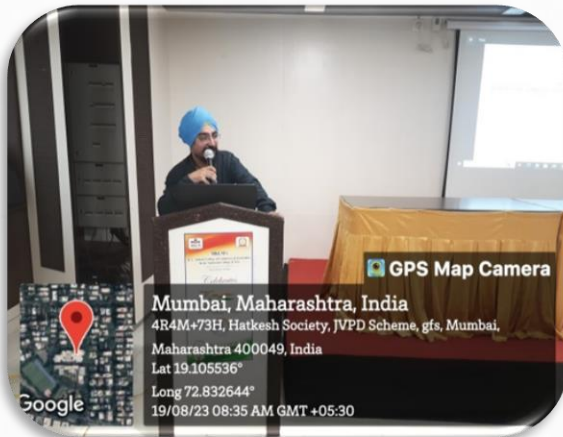 Celebrates
GPS Map Camera
Mumbai, Maharashtra, India
4R4M+73H, Hatkesh Society, JVPD Scheme, gfs, Mumbai,
Maharashtra 400049, India
Lat 19.105536°
Long 72.832644°
19/08/23 08:35 AM GMT +05:30
Google